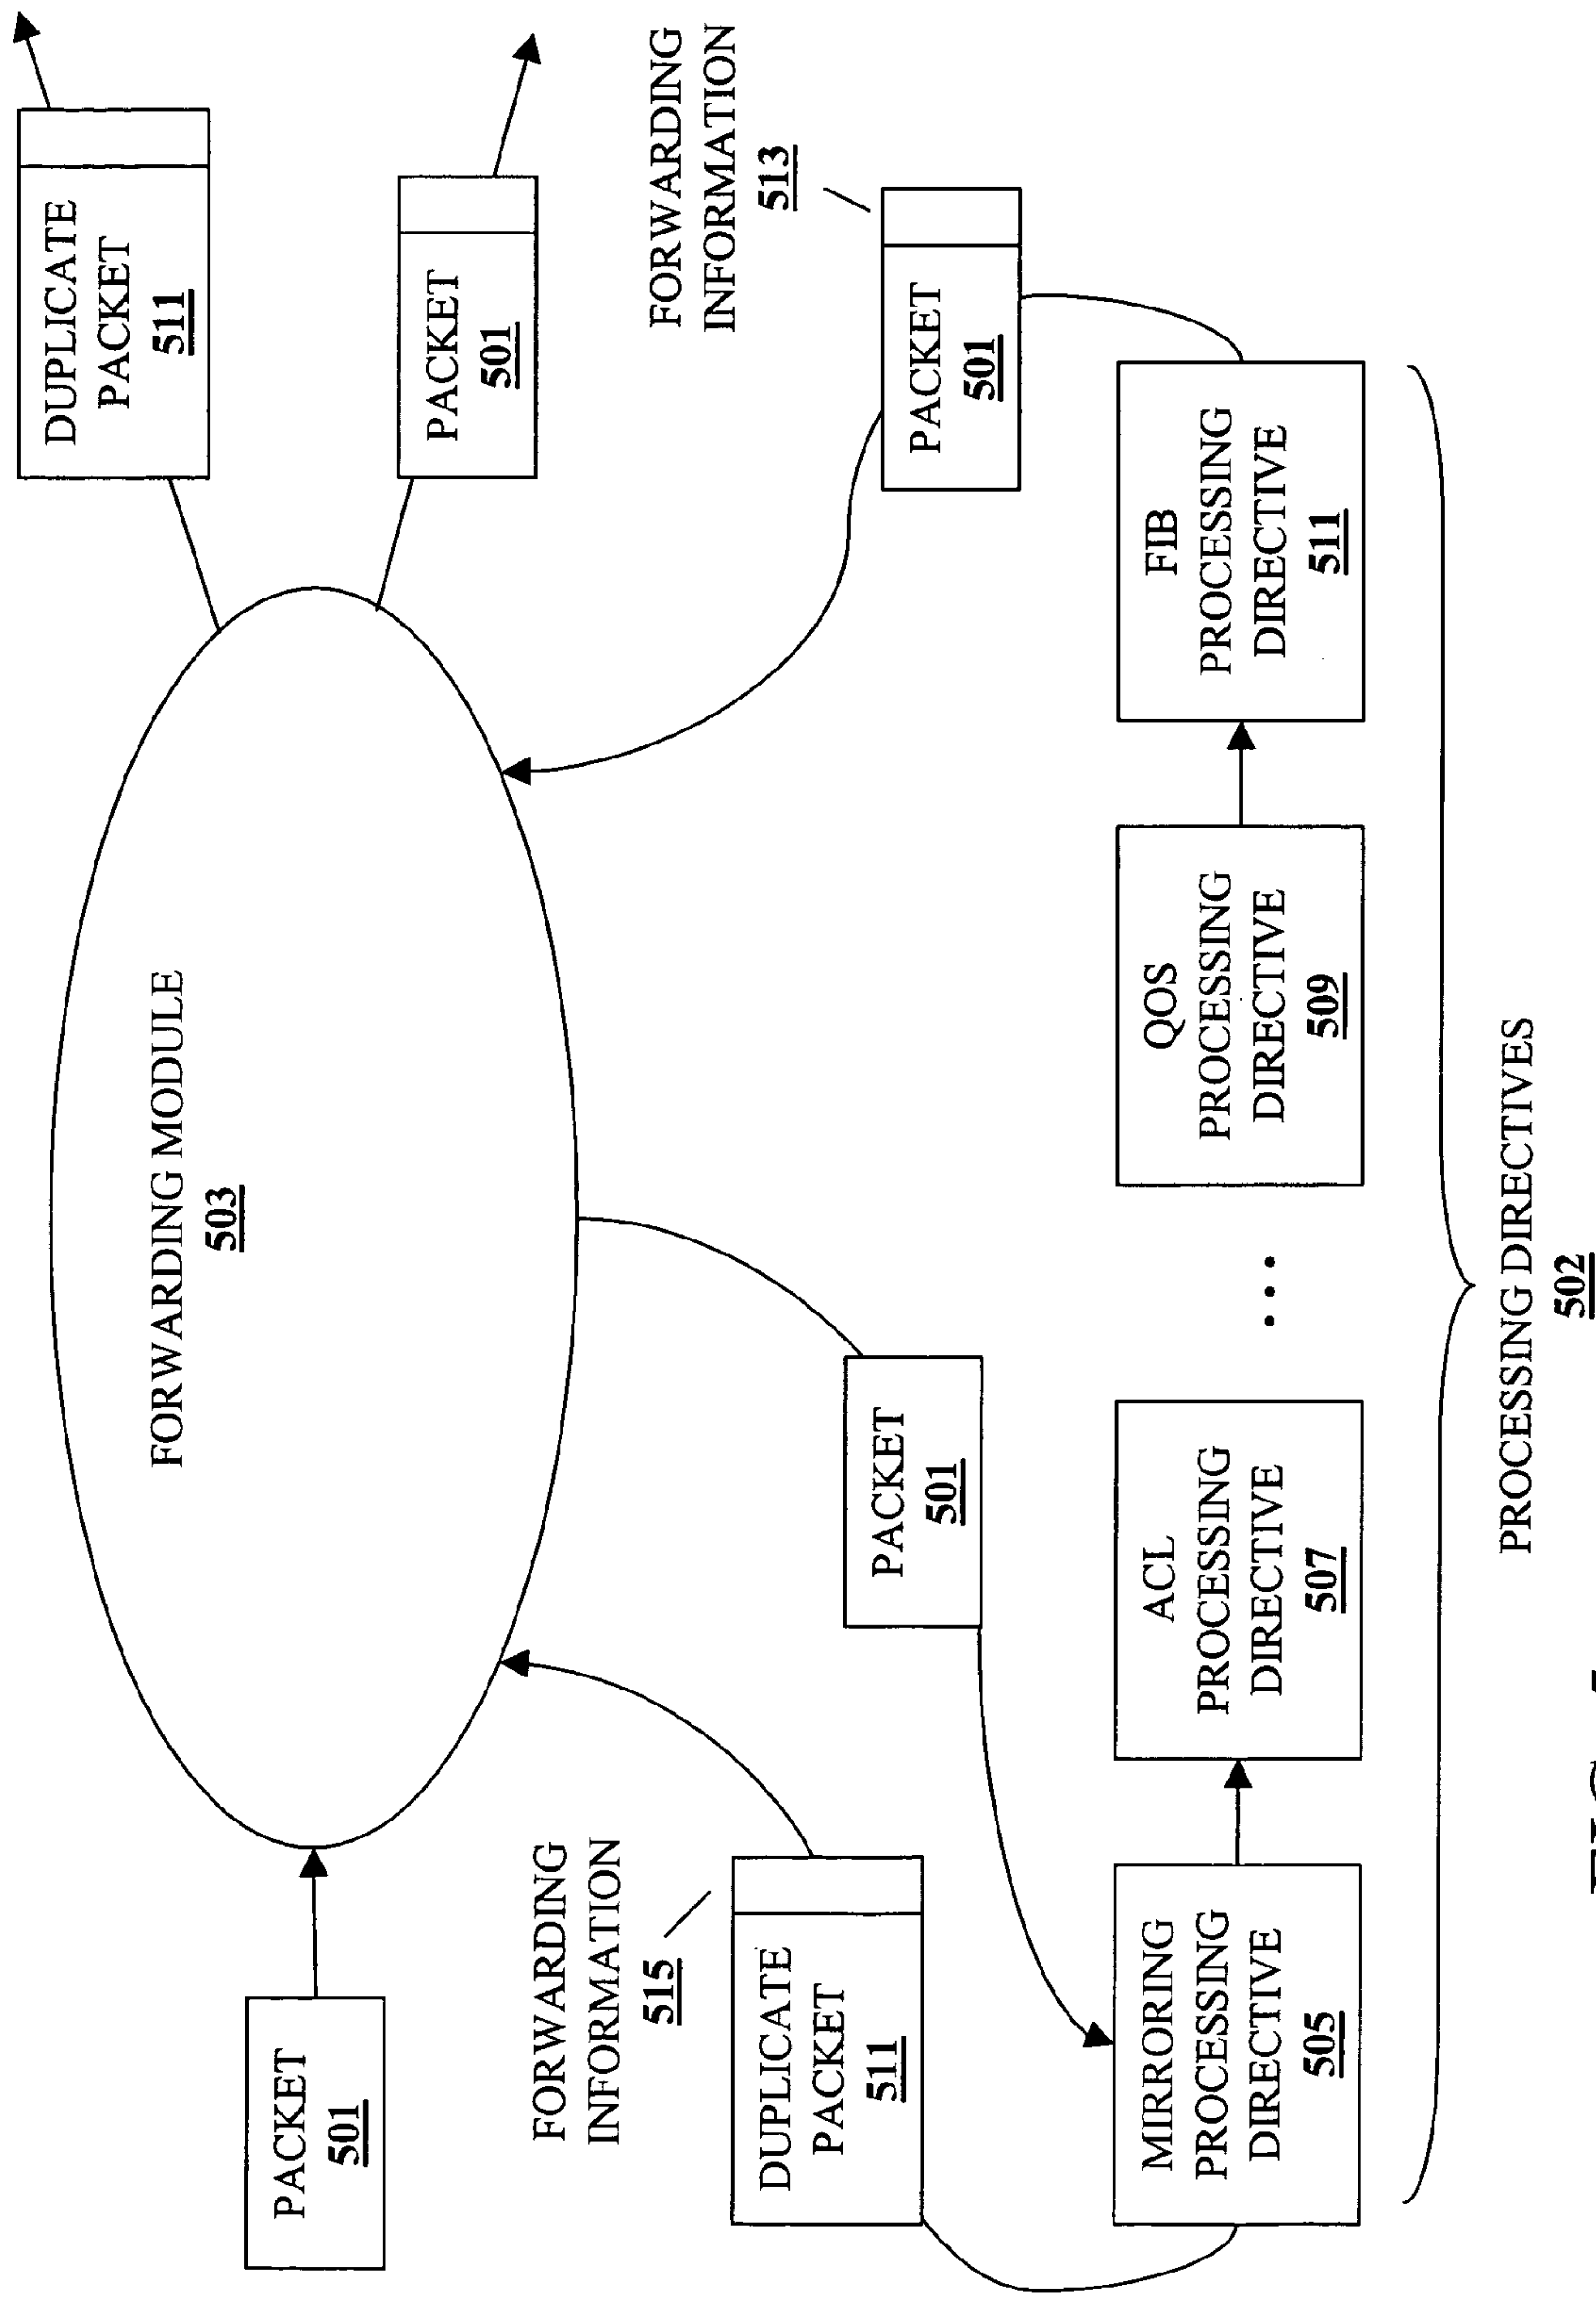 DUPLICATE
PACKET
511
FORWARDING MODULE
503
PACKET
501
PACKET
501
FORWARDING
INFORMATION
515
FORWARDING
INFORMATION
513
DUPLICATE
PACKET
511
PACKET
501
PACKET
501
MIRRORING
PROCESSING
DIRECTIVE
505
ACL
PROCESSING
DIRECTIVE
507
...
QOS
PROCESSING
DIRECTIVE
509
FIB
PROCESSING
DIRECTIVE
511
PROCESSING DIRECTIVES
502